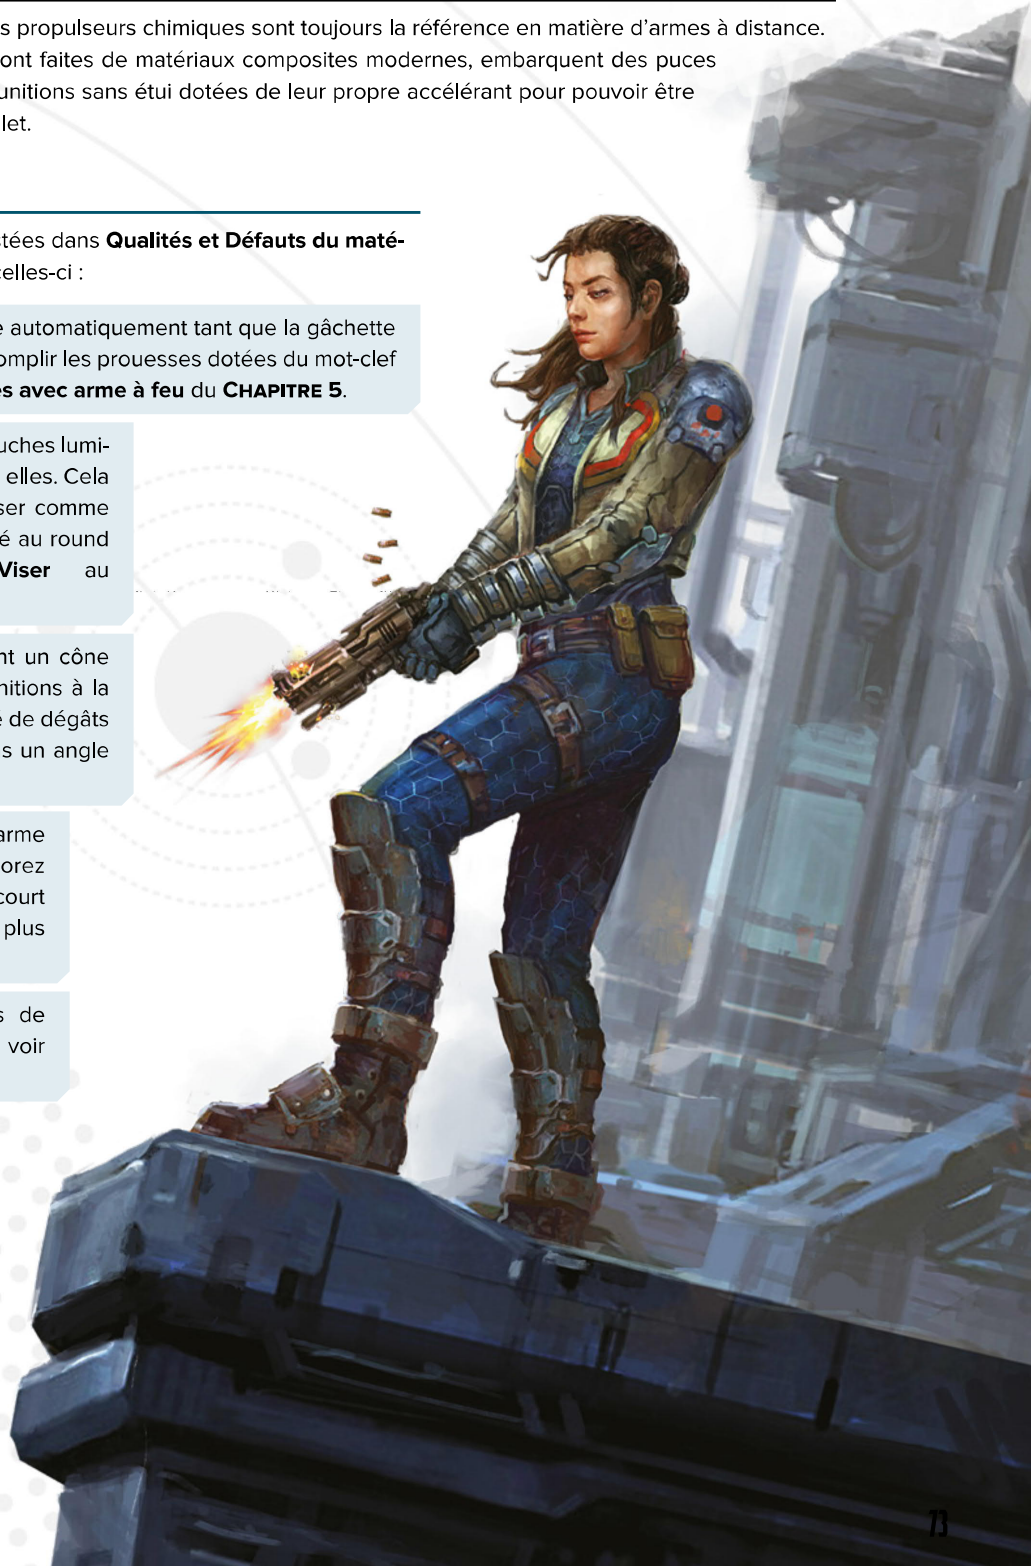 s propulseurs chimiques sont toujours la référence en matière d'armes à distance.
ont faites de matériaux composites modernes, embarquent des puces
unitions sans étui dotées de leur propre accélérant pour pouvoir être
let.
stées dans Qualités et Défauts du maté-
celles-ci :
e automatiquement tant que la gâchette
omplir les prouesses dotées du mot-clef
es avec arme à feu du CHAPITRE 5.
uches lumi-
elles. Cela
ser comme
é au round
Viser au
nt un cône
nitions à la
é de dégâts
s un angle
arme
orez
court
plus
s de
voir
73